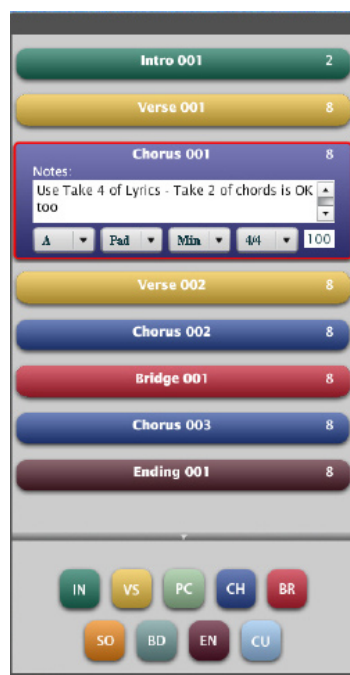 Intro 001 2
Verse 001 8
Chorus 001 8
Notes:
Use Take 4 of Lyrics - Take 2 of chords is OK
too
A Pad Min 4/4 100
Verse 002 8
Chorus 002 8
Bridge 001 8
Chorus 003 8
Ending 001 8
IN VS PC CH BR
SO BD EN CU